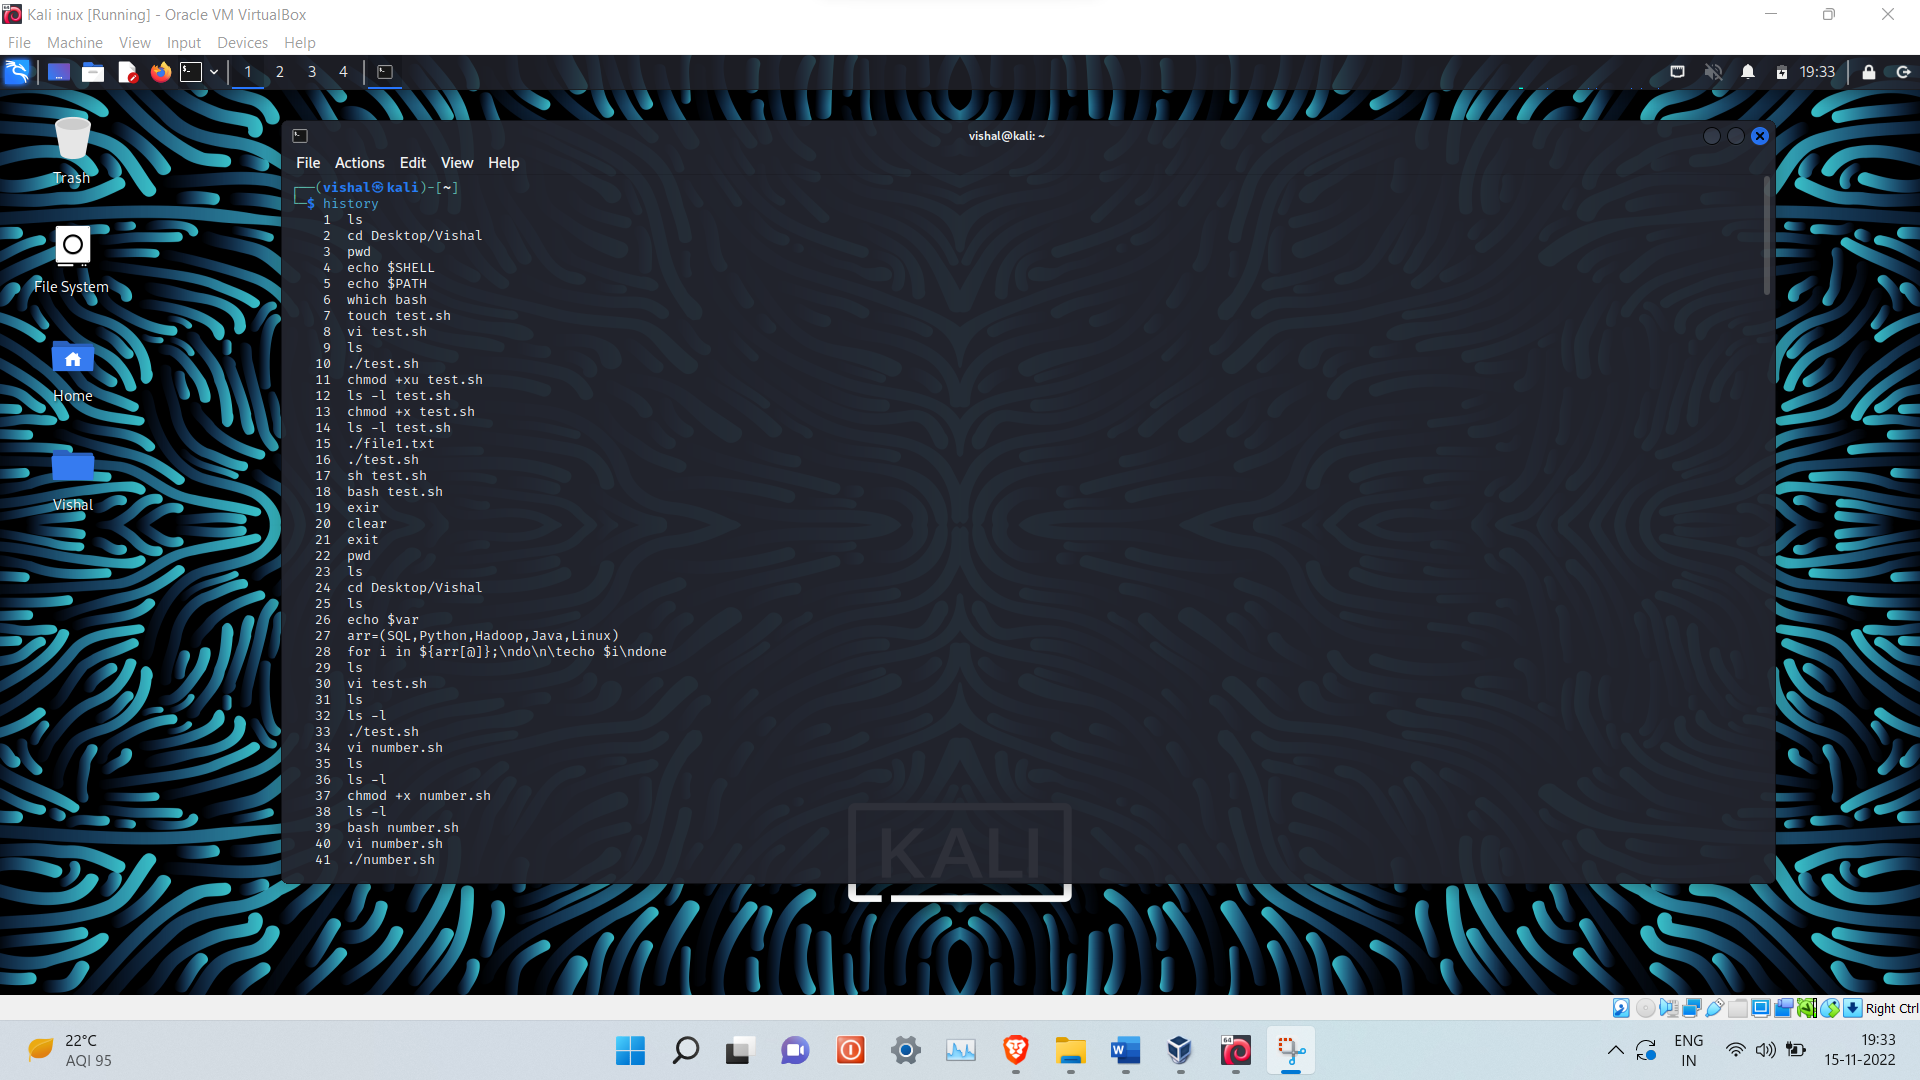 Kali inux [Running] - Oracle VM VirtualBox
File Machine View Input Devices Help
1 2 3 4 19:33
vishal@kali: ~
File Actions Edit View Help
Trash
File System
Home
Vishal
(vishal㉿kali)-[~]
$ history
1 ls
2 cd Desktop/Vishal
3 pwd
4 echo $SHELL
5 echo $PATH
6 which bash
7 touch test.sh
8 vi test.sh
9 ls
10 ./test.sh
11 chmod +xu test.sh
12 ls -l test.sh
13 chmod +x test.sh
14 ls -l test.sh
15 ./file1.txt
16 ./test.sh
17 sh test.sh
18 bash test.sh
19 exir
20 clear
21 exit
22 pwd
23 ls
24 cd Desktop/Vishal
25 ls
26 echo $var
27 arr=(SQL,Python,Hadoop,Java,Linux)
28 for i in ${arr[@]};\ndo\n\techo $i\ndone
29 ls
30 vi test.sh
31 ls
32 ls -l
33 ./test.sh
34 vi number.sh
35 ls
36 ls -l
37 chmod +x number.sh
38 ls -l
39 bash number.sh
40 vi number.sh
41 ./number.sh
KALI
Right Ctrl
22°C
AQI 95
ENG
IN
19:33
15-11-2022